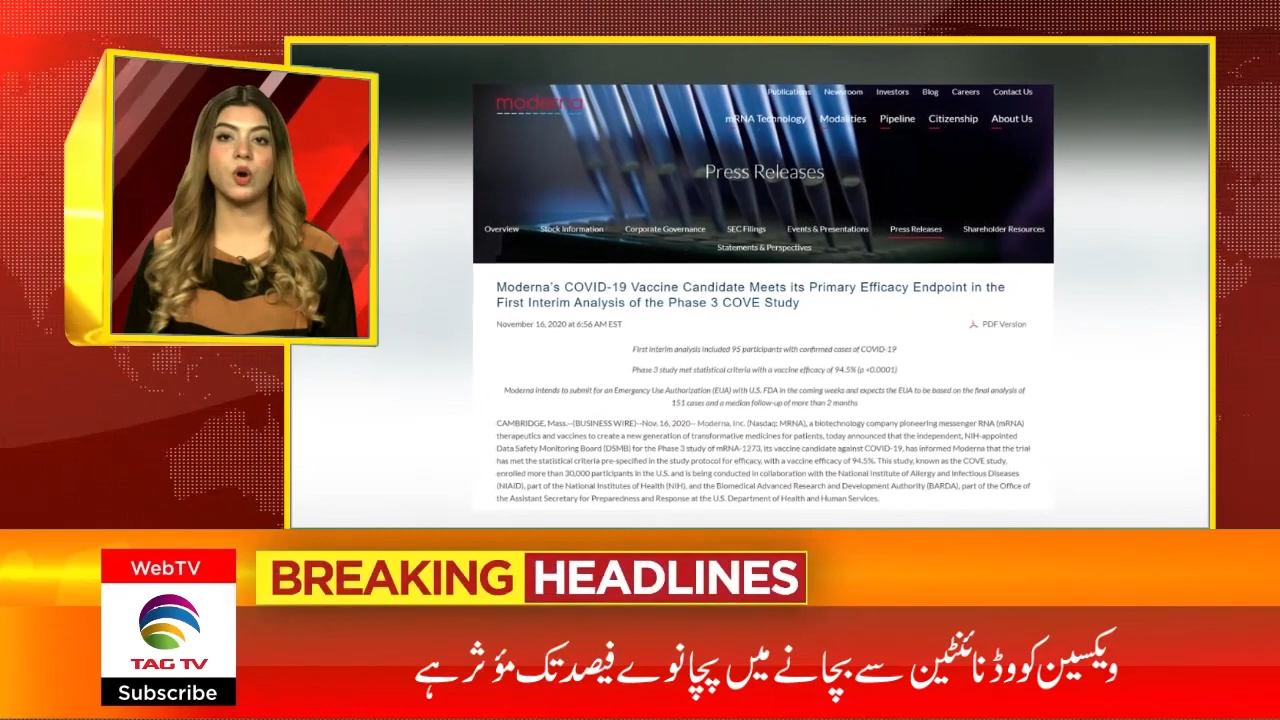 moderna
Publications Newsroom Investors Blog Careers Contact Us
mRNA Technology Modalities Pipeline Citizenship About Us
Press Releases
Overview Stock Information Corporate Governance SEC Filings Events & Presentations Press Releases Shareholder Resources
Statements & Perspectives
Moderna's COVID-19 Vaccine Candidate Meets its Primary Efficacy Endpoint in the
First Interim Analysis of the Phase 3 COVE Study
November 16, 2020 at 6:56 AM EST
PDF Version
First interim analysis included 95 participants with confirmed cases of COVID-19
Phase 3 study met statistical criteria with a vaccine efficacy of 94.5% (p <0.0001)
Moderna intends to submit for an Emergency Use Authorization (EUA) with U.S. FDA in the coming weeks and expects the EUA to be based on the final analysis of
151 cases and a median follow-up of more than 2 months
CAMBRIDGE, Mass.--(BUSINESS WIRE)--Nov. 16, 2020-- Moderna, Inc. (Nasdaq: MRNA), a biotechnology company pioneering messenger RNA (mRNA)
therapeutics and vaccines to create a new generation of transformative medicines for patients, today announced that the independent, NIH-appointed
Data Safety Monitoring Board (DSMB) for the Phase 3 study of mRNA-1273, its vaccine candidate against COVID-19, has informed Moderna that the trial
has met the statistical criteria pre-specified in the study protocol for efficacy, with a vaccine efficacy of 94.5%. This study, known as the COVE study,
enrolled more than 30,000 participants in the U.S. and is being conducted in collaboration with the National Institute of Allergy and Infectious Diseases
(NIAID), part of the National Institutes of Health (NIH), and the Biomedical Advanced Research and Development Authority (BARDA), part of the Office of
the Assistant Secretary for Preparedness and Response at the U.S. Department of Health and Human Services.
WebTV
TAG TV
Subscribe
BREAKING HEADLINES
ویکسین کووڈ نائنٹین سے بچانے میں پچانوے فیصد تک مؤثر ہے